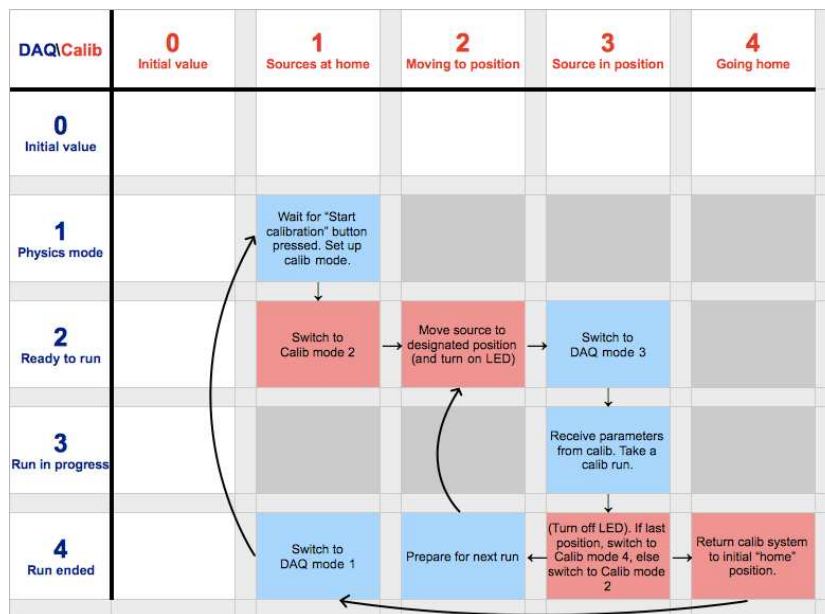 DAQ\Calib
0
Initial value
1
Sources at home
2
Moving to position
3
Source in position
4
Going home
0
Initial value
1
Physics mode
Wait for "Start
calibration" button
pressed. Set up
calib mode.
2
Ready to run
Switch to
Calib mode 2
Move source to
designated position
(and turn on LED)
Switch to
DAQ mode 3
3
Run in progress
Receive parameters
from calib. Take a
calib run.
4
Run ended
Switch to
DAQ mode 1
Prepare for next run
(Turn off LED). If last
position, switch to
Calib mode 4, else
switch to Calib mode
2
Return calib system
to initial "home"
position.